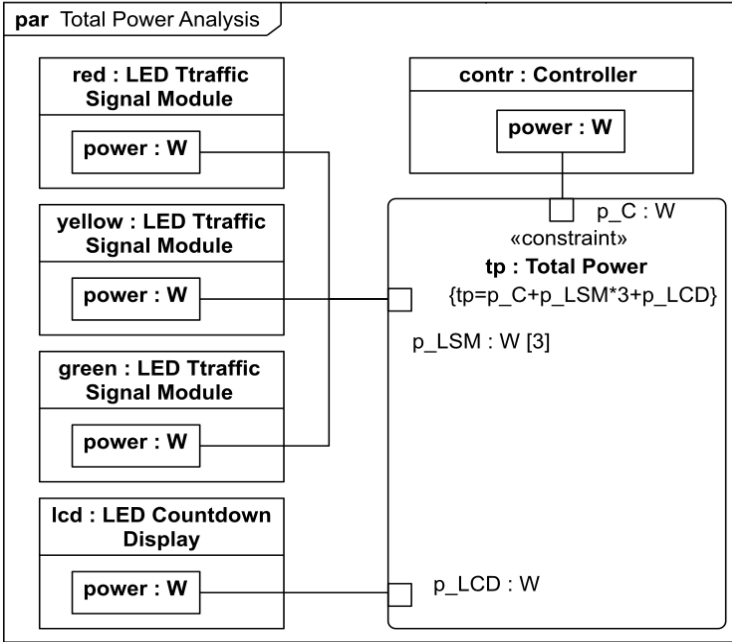 par Total Power Analysis
red : LED Ttraffic
Signal Module
power : W
contr : Controller
power : W
yellow : LED Ttraffic
Signal Module
power : W
p_C : W
«constraint»
tp : Total Power
{tp=p_C+p_LSM*3+p_LCD}
p_LSM : W [3]
green : LED Ttraffic
Signal Module
power : W
lcd : LED Countdown
Display
power : W
p_LCD : W